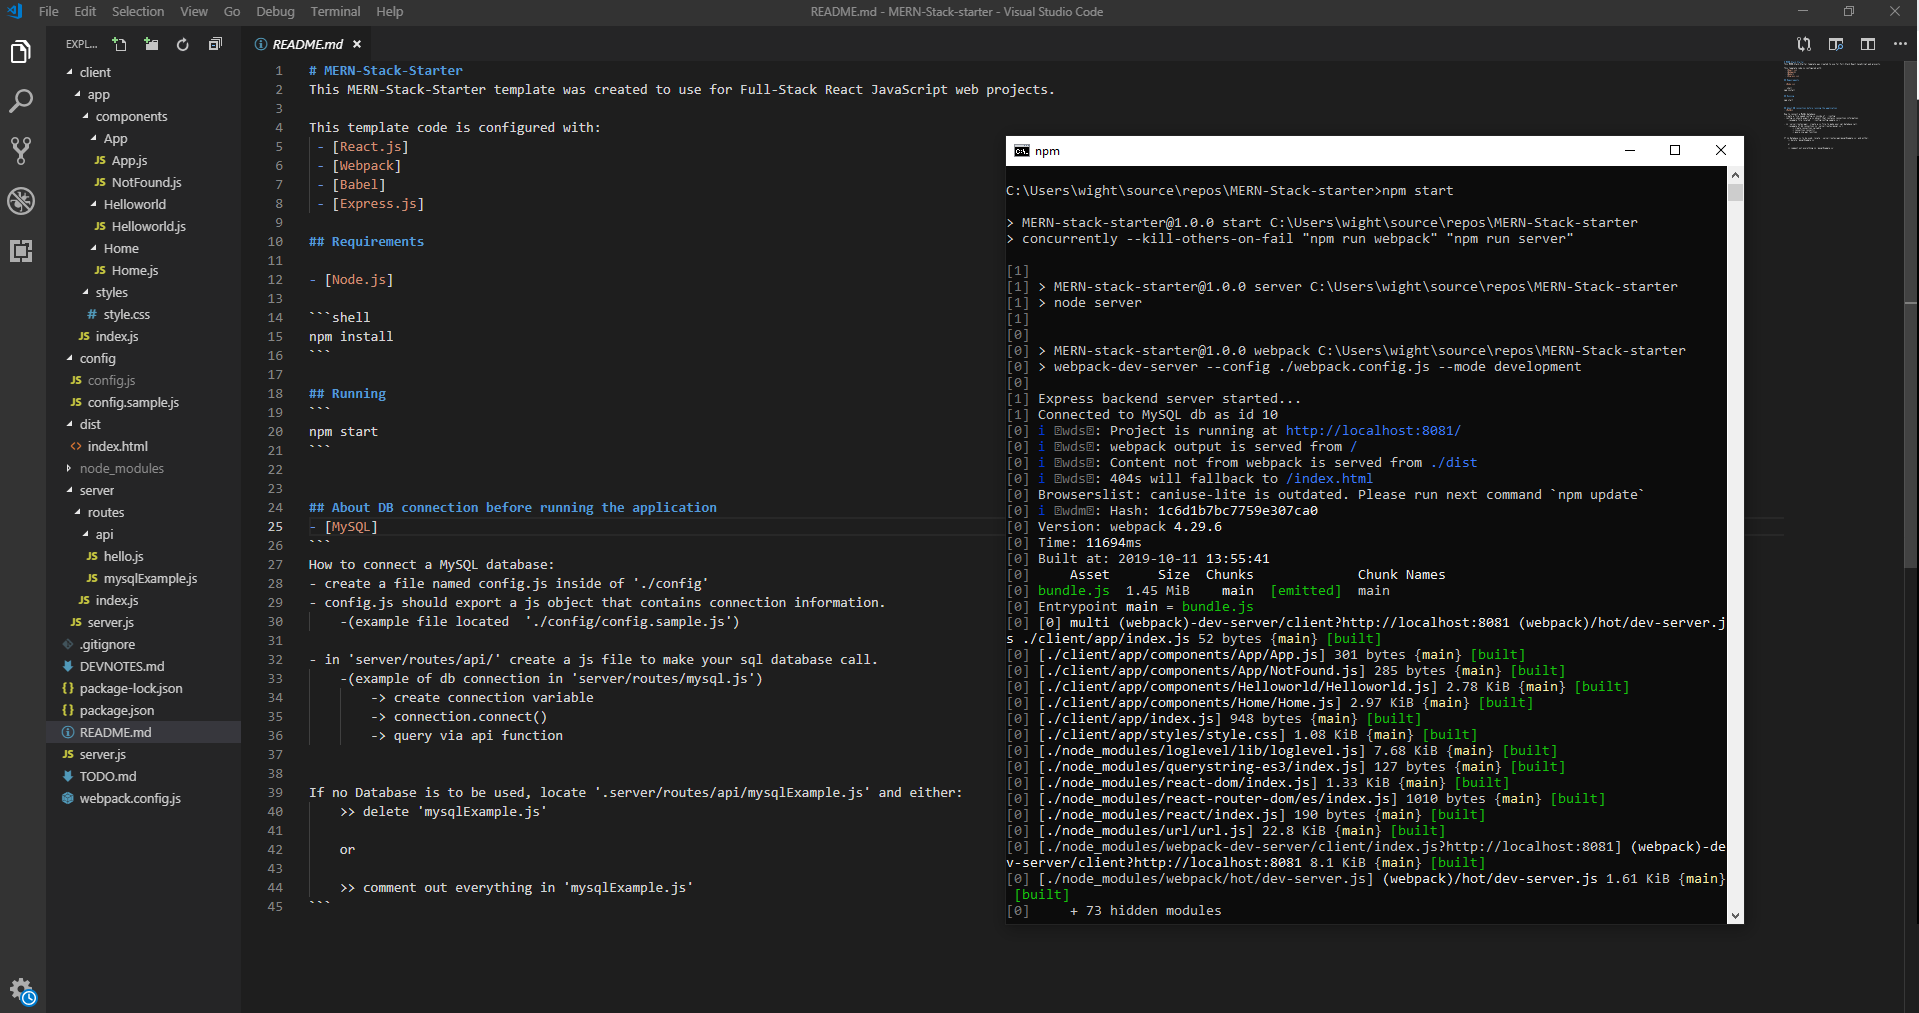 File Edit Selection View Go Debug Terminal Help
README.md - MERN-Stack-starter - Visual Studio Code
EXPL...
client
app
components
App
JS App.js
JS NotFound.js
Helloworld
JS Helloworld.js
Home
JS Home.js
styles
# style.css
JS index.js
config
JS config.js
JS config.sample.js
dist
<> index.html
node_modules
server
routes
api
JS hello.js
JS mysqlExample.js
JS index.js
JS server.js
.gitignore
DEVNOTES.md
{} package-lock.json
{} package.json
README.md
JS server.js
TODO.md
webpack.config.js
README.md
1 # MERN-Stack-Starter
2 This MERN-Stack-Starter template was created to use for Full-Stack React JavaScript web projects.
3
4 This template code is configured with:
5 - [React.js]
6 - [Webpack]
7 - [Babel]
8 - [Express.js]
9
10 ## Requirements
11
12 - [Node.js]
13
14 ```shell
15 npm install
16 ```
17
18 ## Running
19 ```
20 npm start
21 ```
22
23
24 ## About DB connection before running the application
25 - [MySQL]
26 ```
27 How to connect a MySQL database:
28 - create a file named config.js inside of './config'
29 - config.js should export a js object that contains connection information.
30 -(example file located  './config/config.sample.js')
31
32 - in 'server/routes/api/' create a js file to make your sql database call.
33 -(example of db connection in 'server/routes/mysql.js')
34 -> create connection variable
35 -> connection.connect()
36 -> query via api function
37
38
39 If no Database is to be used, locate '.server/routes/api/mysqlExample.js' and either:
40 >> delete 'mysqlExample.js'
41
42 or
43
44 >> comment out everything in 'mysqlExample.js'
45 ```
npm
C:\Users\wight\source\repos\MERN-Stack-starter>npm start
> MERN-stack-starter@1.0.0 start C:\Users\wight\source\repos\MERN-Stack-starter
> concurrently --kill-others-on-fail "npm run webpack" "npm run server"
[1]
[1] > MERN-stack-starter@1.0.0 server C:\Users\wight\source\repos\MERN-Stack-starter
[1] > node server
[1]
[0]
[0] > MERN-stack-starter@1.0.0 webpack C:\Users\wight\source\repos\MERN-Stack-starter
[0] > webpack-dev-server --config ./webpack.config.js --mode development
[0]
[1] Express backend server started...
[1] Connected to MySQL db as id 10
[0] i wds: Project is running at http://localhost:8081/
[0] i wds: webpack output is served from /
[0] i wds: Content not from webpack is served from ./dist
[0] i wds: 404s will fallback to /index.html
[0] Browserslist: caniuse-lite is outdated. Please run next command `npm update`
[0] i wdm: Hash: 1c6d1b7bc7759e307ca0
[0] Version: webpack 4.29.6
[0] Time: 11694ms
[0] Built at: 2019-10-11 13:55:41
[0] Asset Size Chunks Chunk Names
[0] bundle.js 1.45 MiB main [emitted] main
[0] Entrypoint main = bundle.js
[0] [0] multi (webpack)-dev-server/client?http://localhost:8081 (webpack)/hot/dev-server.j
s ./client/app/index.js 52 bytes {main} [built]
[0] [./client/app/components/App/App.js] 301 bytes {main} [built]
[0] [./client/app/components/App/NotFound.js] 285 bytes {main} [built]
[0] [./client/app/components/Helloworld/Helloworld.js] 2.78 KiB {main} [built]
[0] [./client/app/components/Home/Home.js] 2.97 KiB {main} [built]
[0] [./client/app/index.js] 948 bytes {main} [built]
[0] [./client/app/styles/style.css] 1.08 KiB {main} [built]
[0] [./node_modules/loglevel/lib/loglevel.js] 7.68 KiB {main} [built]
[0] [./node_modules/querystring-es3/index.js] 127 bytes {main} [built]
[0] [./node_modules/react-dom/index.js] 1.33 KiB {main} [built]
[0] [./node_modules/react-router-dom/es/index.js] 1010 bytes {main} [built]
[0] [./node_modules/react/index.js] 190 bytes {main} [built]
[0] [./node_modules/url/url.js] 22.8 KiB {main} [built]
[0] [./node_modules/webpack-dev-server/client/index.js?http://localhost:8081] (webpack)-de
v-server/client?http://localhost:8081 8.1 KiB {main} [built]
[0] [./node_modules/webpack/hot/dev-server.js] (webpack)/hot/dev-server.js 1.61 KiB {main}
[built]
[0] + 73 hidden modules